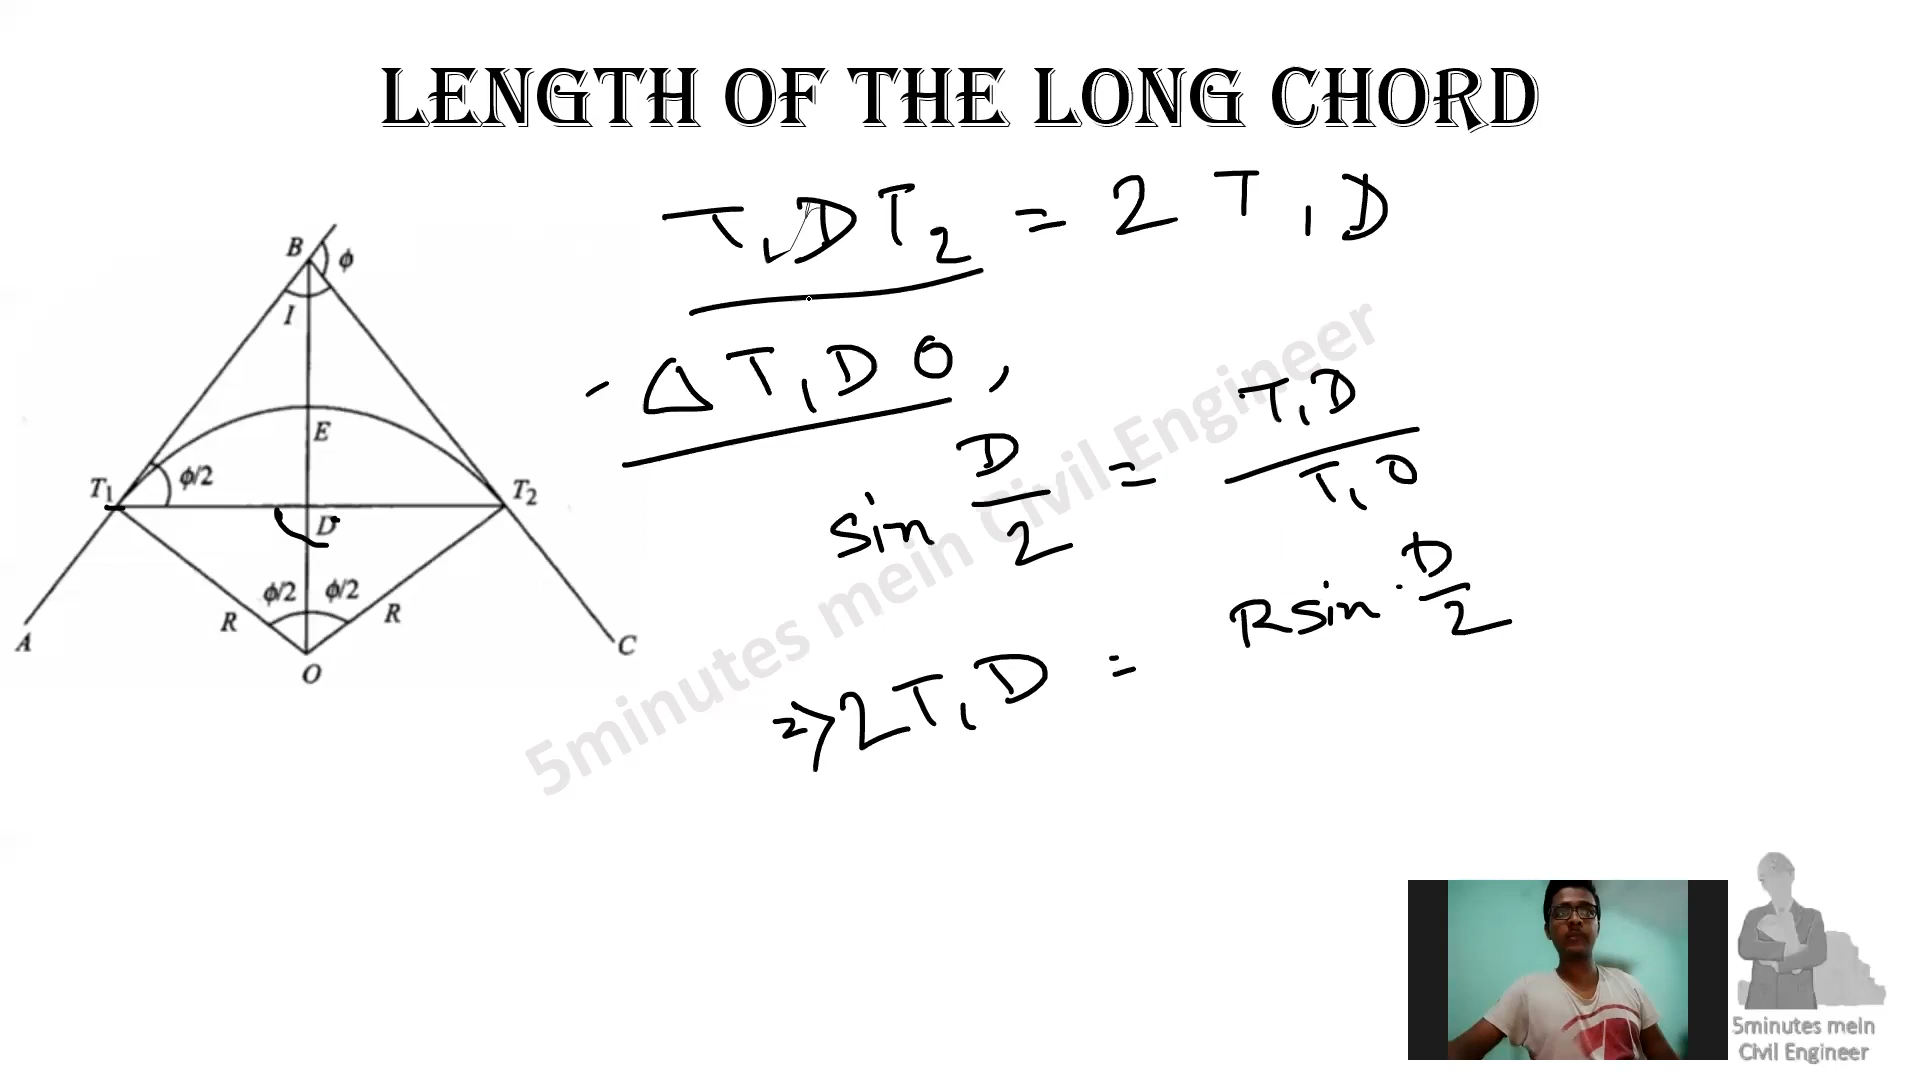 LENGTH OF THE LONG CHORD
T₁DT₂ = 2 T₁D
Δ T₁DO,
sin D/2 = T₁D/T₁O
⇒ 2T₁D = R sin D/2
B
ϕ
I
E
T₁
ϕ/2
T₂
D
ϕ/2 ϕ/2
R
R
A
C
O
5minutes mein Civil Engineer
5minutes mein
Civil Engineer